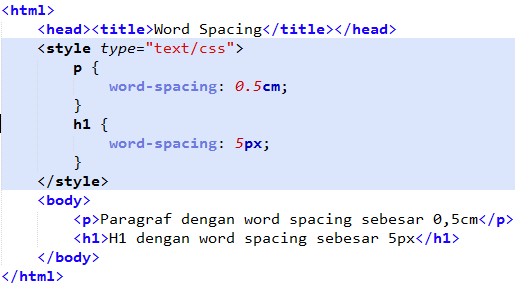 <html>
<head><title>Word Spacing</title></head>
<style type="text/css">
p {
word-spacing: 0.5cm;
}
h1 {
word-spacing: 5px;
}
</style>
<body>
<p>Paragraf dengan word spacing sebesar 0,5cm</p>
<h1>H1 dengan word spacing sebesar 5px</h1>
</body>
</html>